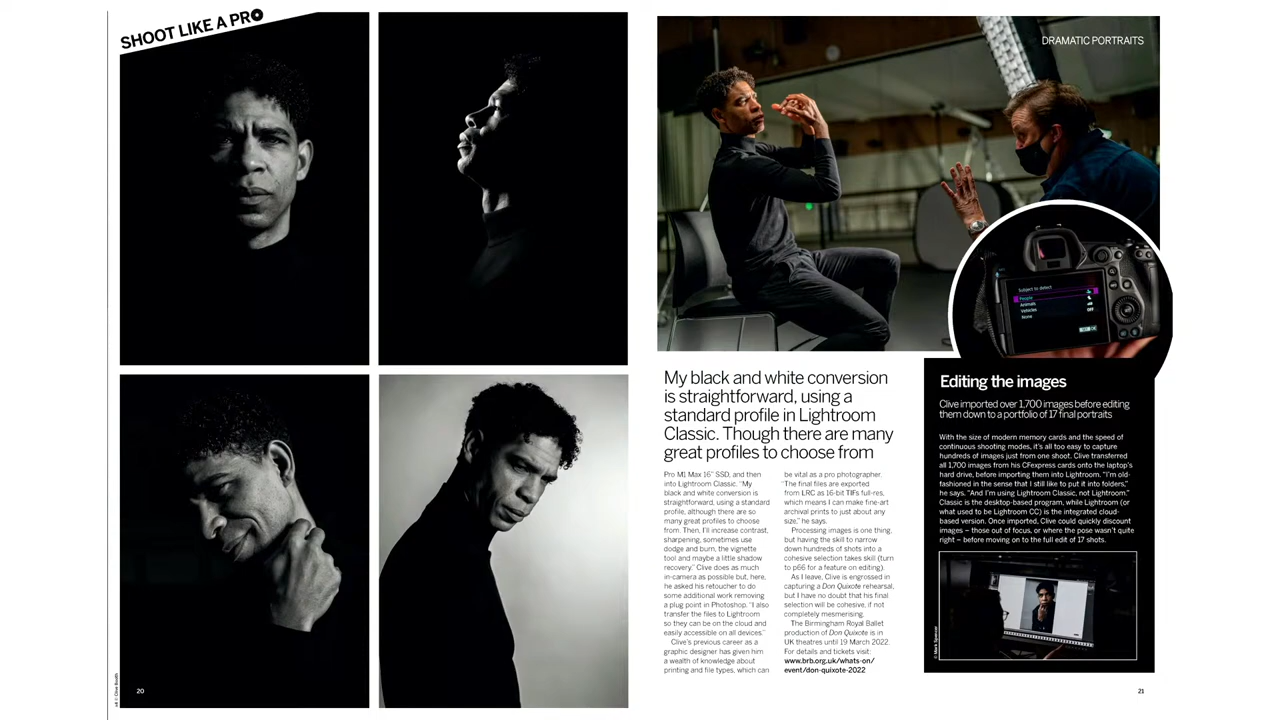 SHOOT LIKE A PRO
DRAMATIC PORTRAITS
Subject to detect
People
Animals
Vehicles
None
OFF
OK
My black and white conversion
is straightforward, using a
standard profile in Lightroom
Classic. Though there are many
great profiles to choose from
Pro M1 Max 16" SSD, and then
into Lightroom Classic. "My
black and white conversion is
straightforward, using a standard
profile, although there are so
many great profiles to choose
from. Then, I'll increase contrast,
sharpening, sometimes use
dodge and burn, the vignette
tool and maybe a little shadow
recovery." Clive does as much
in-camera as possible but, here,
he asked his retoucher to do
some additional work removing
a plug point in Photoshop. "I also
transfer the files to Lightroom
so they can be on the cloud and
easily accessible on all devices."
Clive's previous career as a
graphic designer has given him
a wealth of knowledge about
printing and file types, which can
be vital as a pro photographer.
"The final files are exported
from LRC as 16-bit TIFs full-res,
which means I can make fine-art
archival prints to just about any
size," he says.
Processing images is one thing,
but having the skill to narrow
down hundreds of shots into a
cohesive selection takes skill (turn
to p66 for a feature on editing).
As I leave, Clive is engrossed in
capturing a Don Quixote rehearsal,
but I have no doubt that his final
selection will be cohesive, if not
completely mesmerising.
The Birmingham Royal Ballet
production of Don Quixote is in
UK theatres until 19 March 2022.
For details and tickets visit:
www.brb.org.uk/whats-on/
event/don-quixote-2022
Editing the images
Clive imported over 1,700 images before editing
them down to a portfolio of 17 final portraits
With the size of modern memory cards and the speed of
continuous shooting modes, it's all too easy to capture
hundreds of images just from one shoot. Clive transferred
all 1,700 images from his CFexpress cards onto the laptop's
hard drive, before importing them into Lightroom. "I'm old-
fashioned in the sense that I still like to put it into folders,"
he says. "And I'm using Lightroom Classic, not Lightroom."
Classic is the desktop-based program, while Lightroom (or
what used to be Lightroom CC) is the integrated cloud-
based version. Once imported, Clive could quickly discount
images – those out of focus, or where the pose wasn't quite
right – before moving on to the full edit of 17 shots.
© Mark Spencer
x4 © Clive Booth
20
21